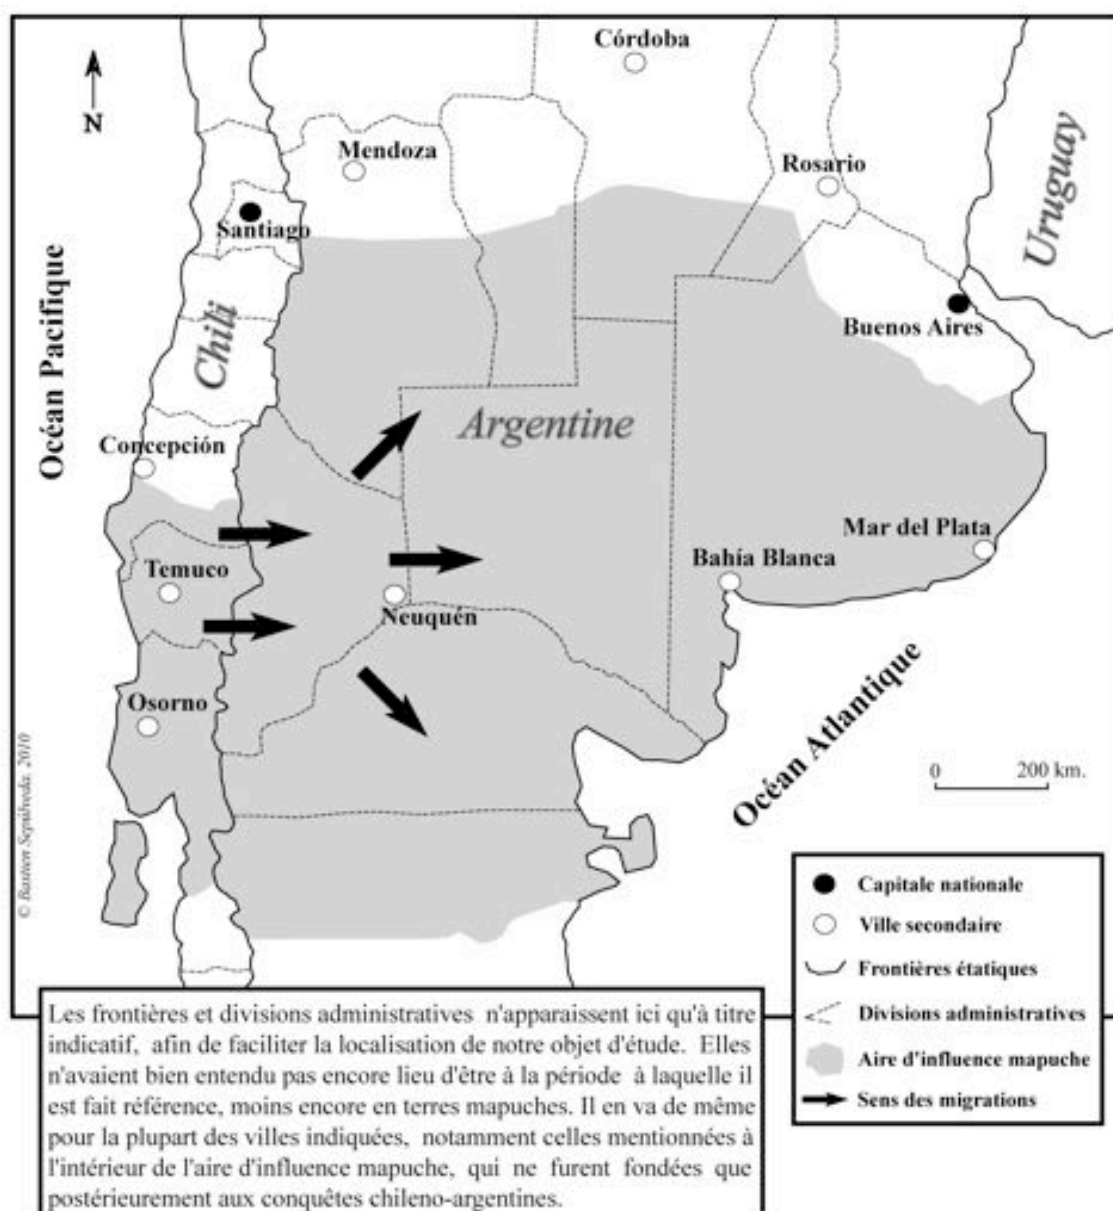 Córdoba
N
Mendoza
Rosario
Uruguay
Santiago
Océan Pacifique
Chili
Buenos Aires
Argentine
Concepción
Mar del Plata
Temuco
Bahía Blanca
Neuquén
Osorno
Océan Atlantique
0 200 km.
© Bastien Sepúlveda. 2010
Capitale nationale
Ville secondaire
Frontières étatiques
Divisions administratives
Aire d'influence mapuche
Sens des migrations
Les frontières et divisions administratives n'apparaissent ici qu'à titre
indicatif, afin de faciliter la localisation de notre objet d'étude. Elles
n'avaient bien entendu pas encore lieu d'être à la période à laquelle il
est fait référence, moins encore en terres mapuches. Il en va de même
pour la plupart des villes indiquées, notamment celles mentionnées à
l'intérieur de l'aire d'influence mapuche, qui ne furent fondées que
postérieurement aux conquêtes chileno-argentines.